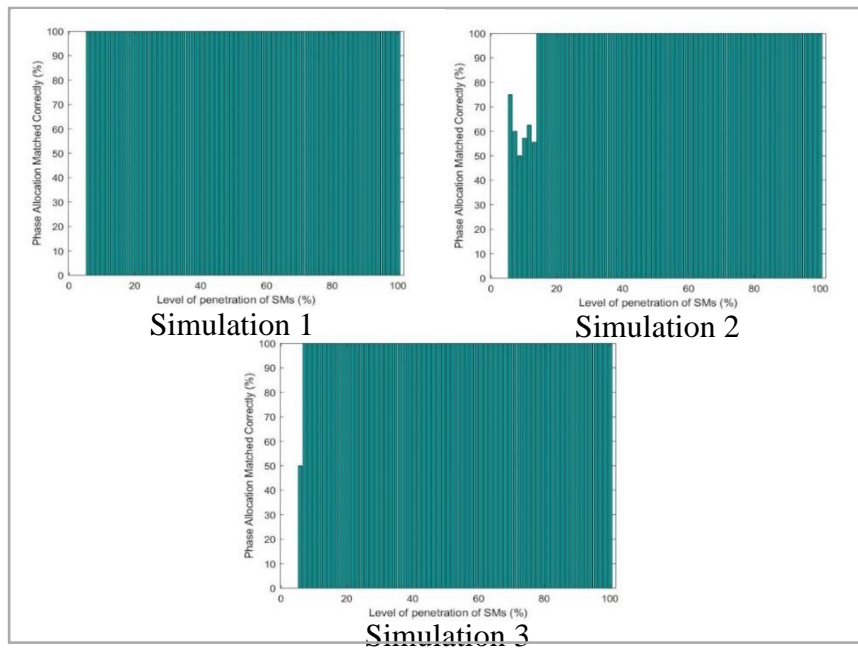 Phase Allocation Matched Correctly (%)
100
90
80
70
60
50
40
30
20
10
0
0 20 40 60 80 100
Level of penetration of SMs (%)
Simulation 1
Phase Allocation Matched Correctly (%)
100
90
80
70
60
50
40
30
20
10
0
0 20 40 60 80 100
Level of penetration of SMs (%)
Simulation 2
Phase Allocation Matched Correctly (%)
100
90
80
70
60
50
40
30
20
10
0
0 20 40 60 80 100
Level of penetration of SMs (%)
Simulation 3